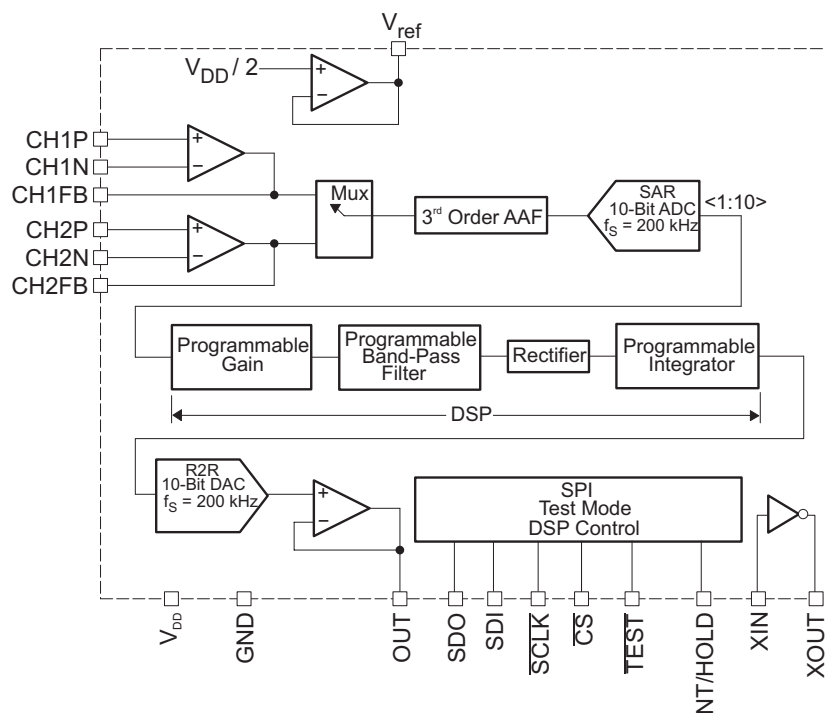 Vref
VDD / 2
+
−
CH1P
+
CH1N
−
CH1FB
Mux
CH2P
+
CH2N
−
CH2FB
3rd Order AAF
SAR
10-Bit ADC
fS = 200 kHz
<1:10>
Programmable
Gain
Programmable
Band-Pass
Filter
Rectifier
Programmable
Integrator
DSP
R2R
10-Bit DAC
fS = 200 kHz
+
−
SPI
Test Mode
DSP Control
VDD
GND
OUT
SDO
SDI
SCLK
CS
TEST
NT/HOLD
XIN
XOUT